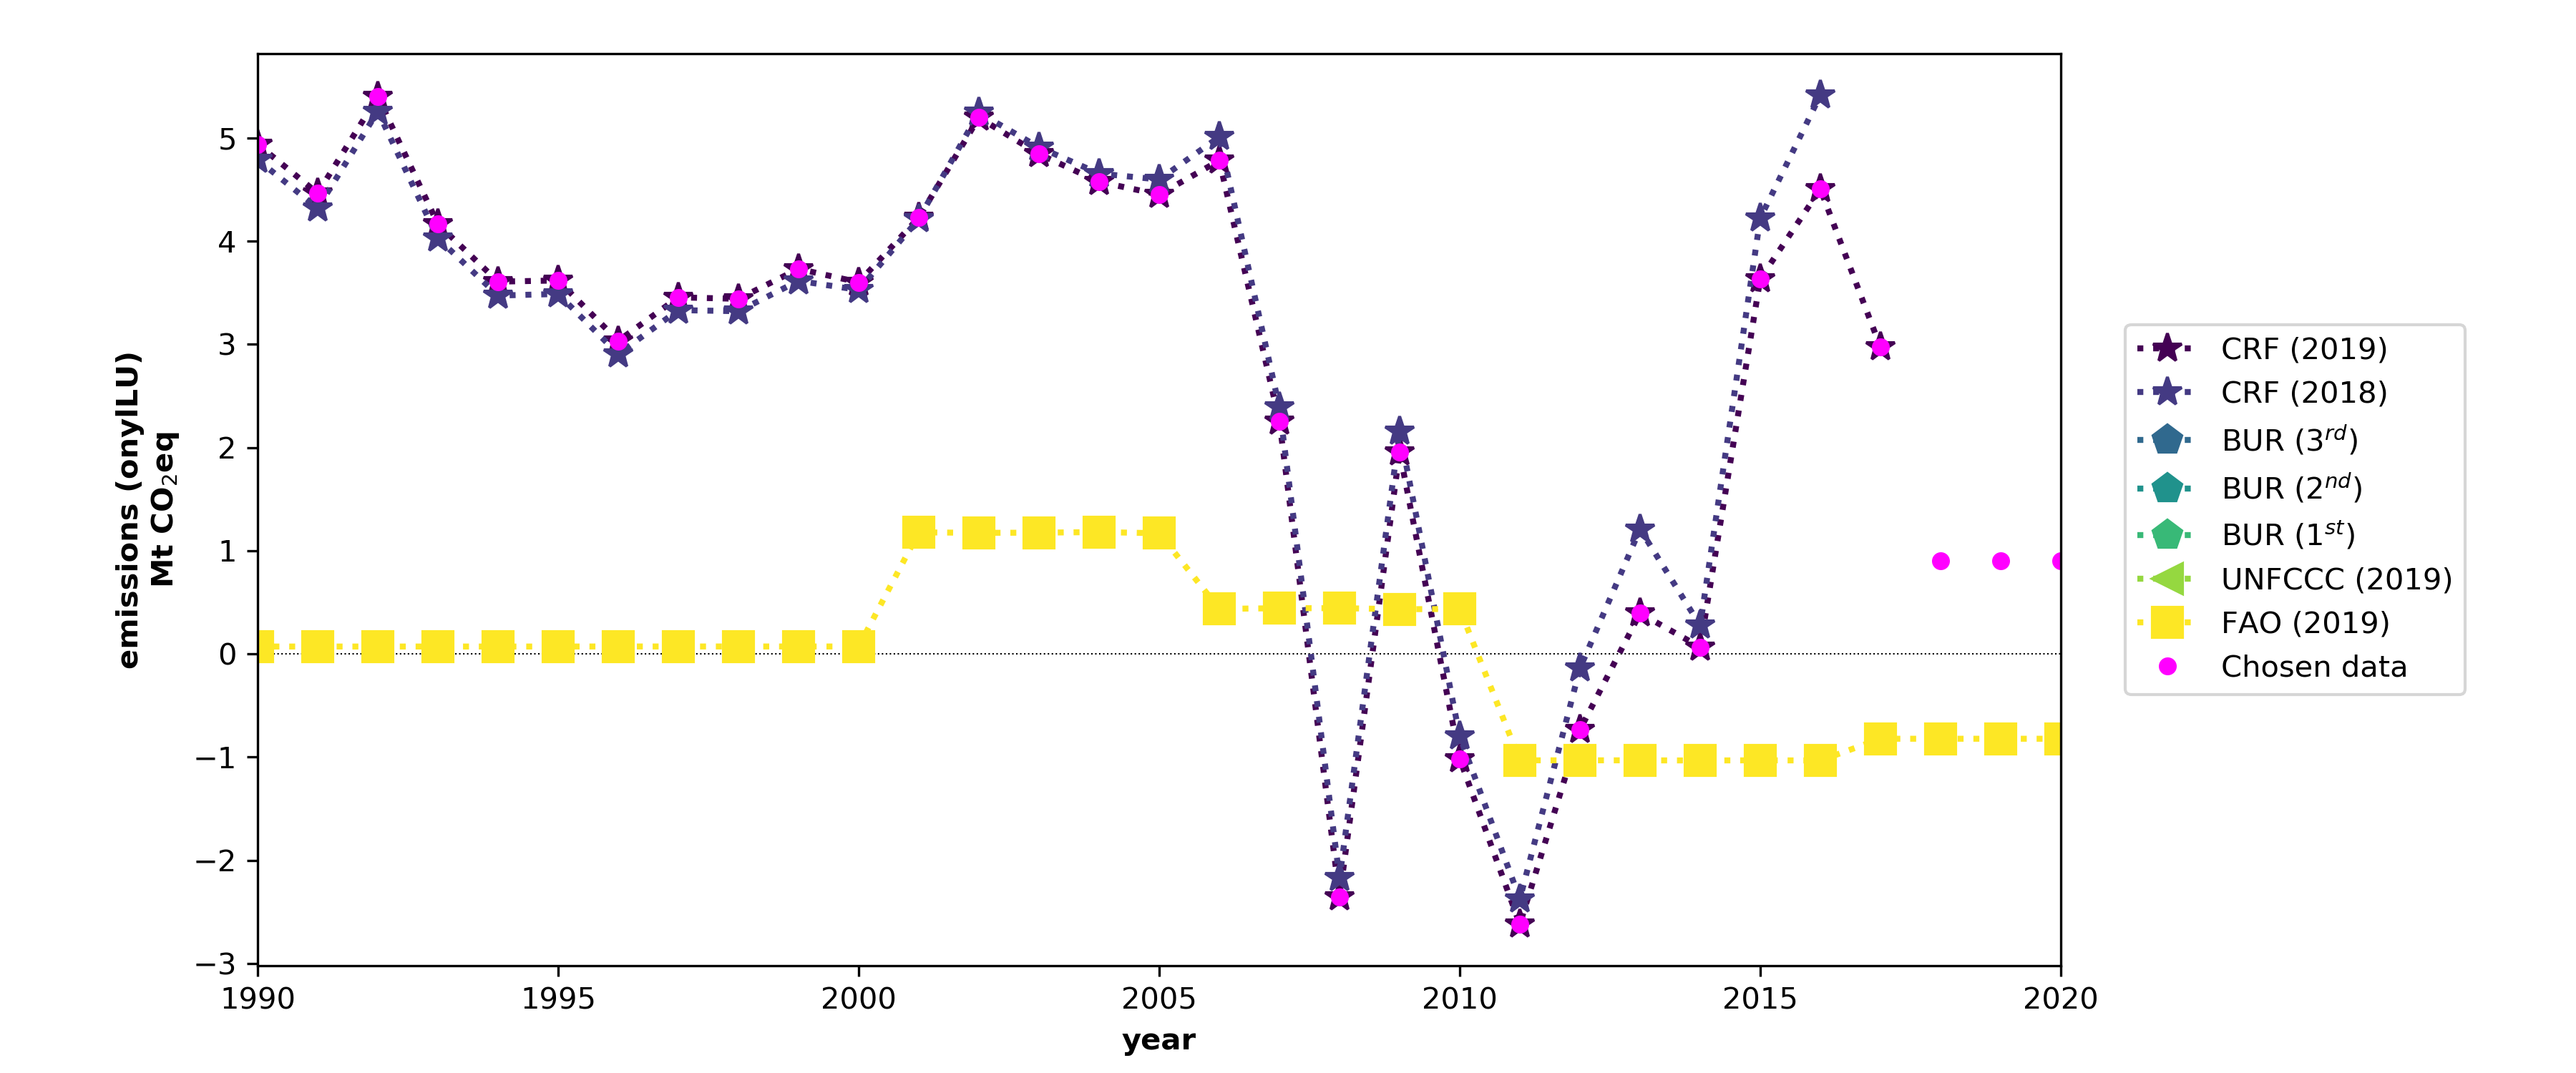 5
4
3
2
1
0
−1
−2
−3
emissions (onylLU)
Mt CO₂eq
1990 1995 2000 2005 2010 2015 2020
year
CRF (2019)
CRF (2018)
BUR (3ʳᵈ)
BUR (2ⁿᵈ)
BUR (1ˢᵗ)
UNFCCC (2019)
FAO (2019)
Chosen data